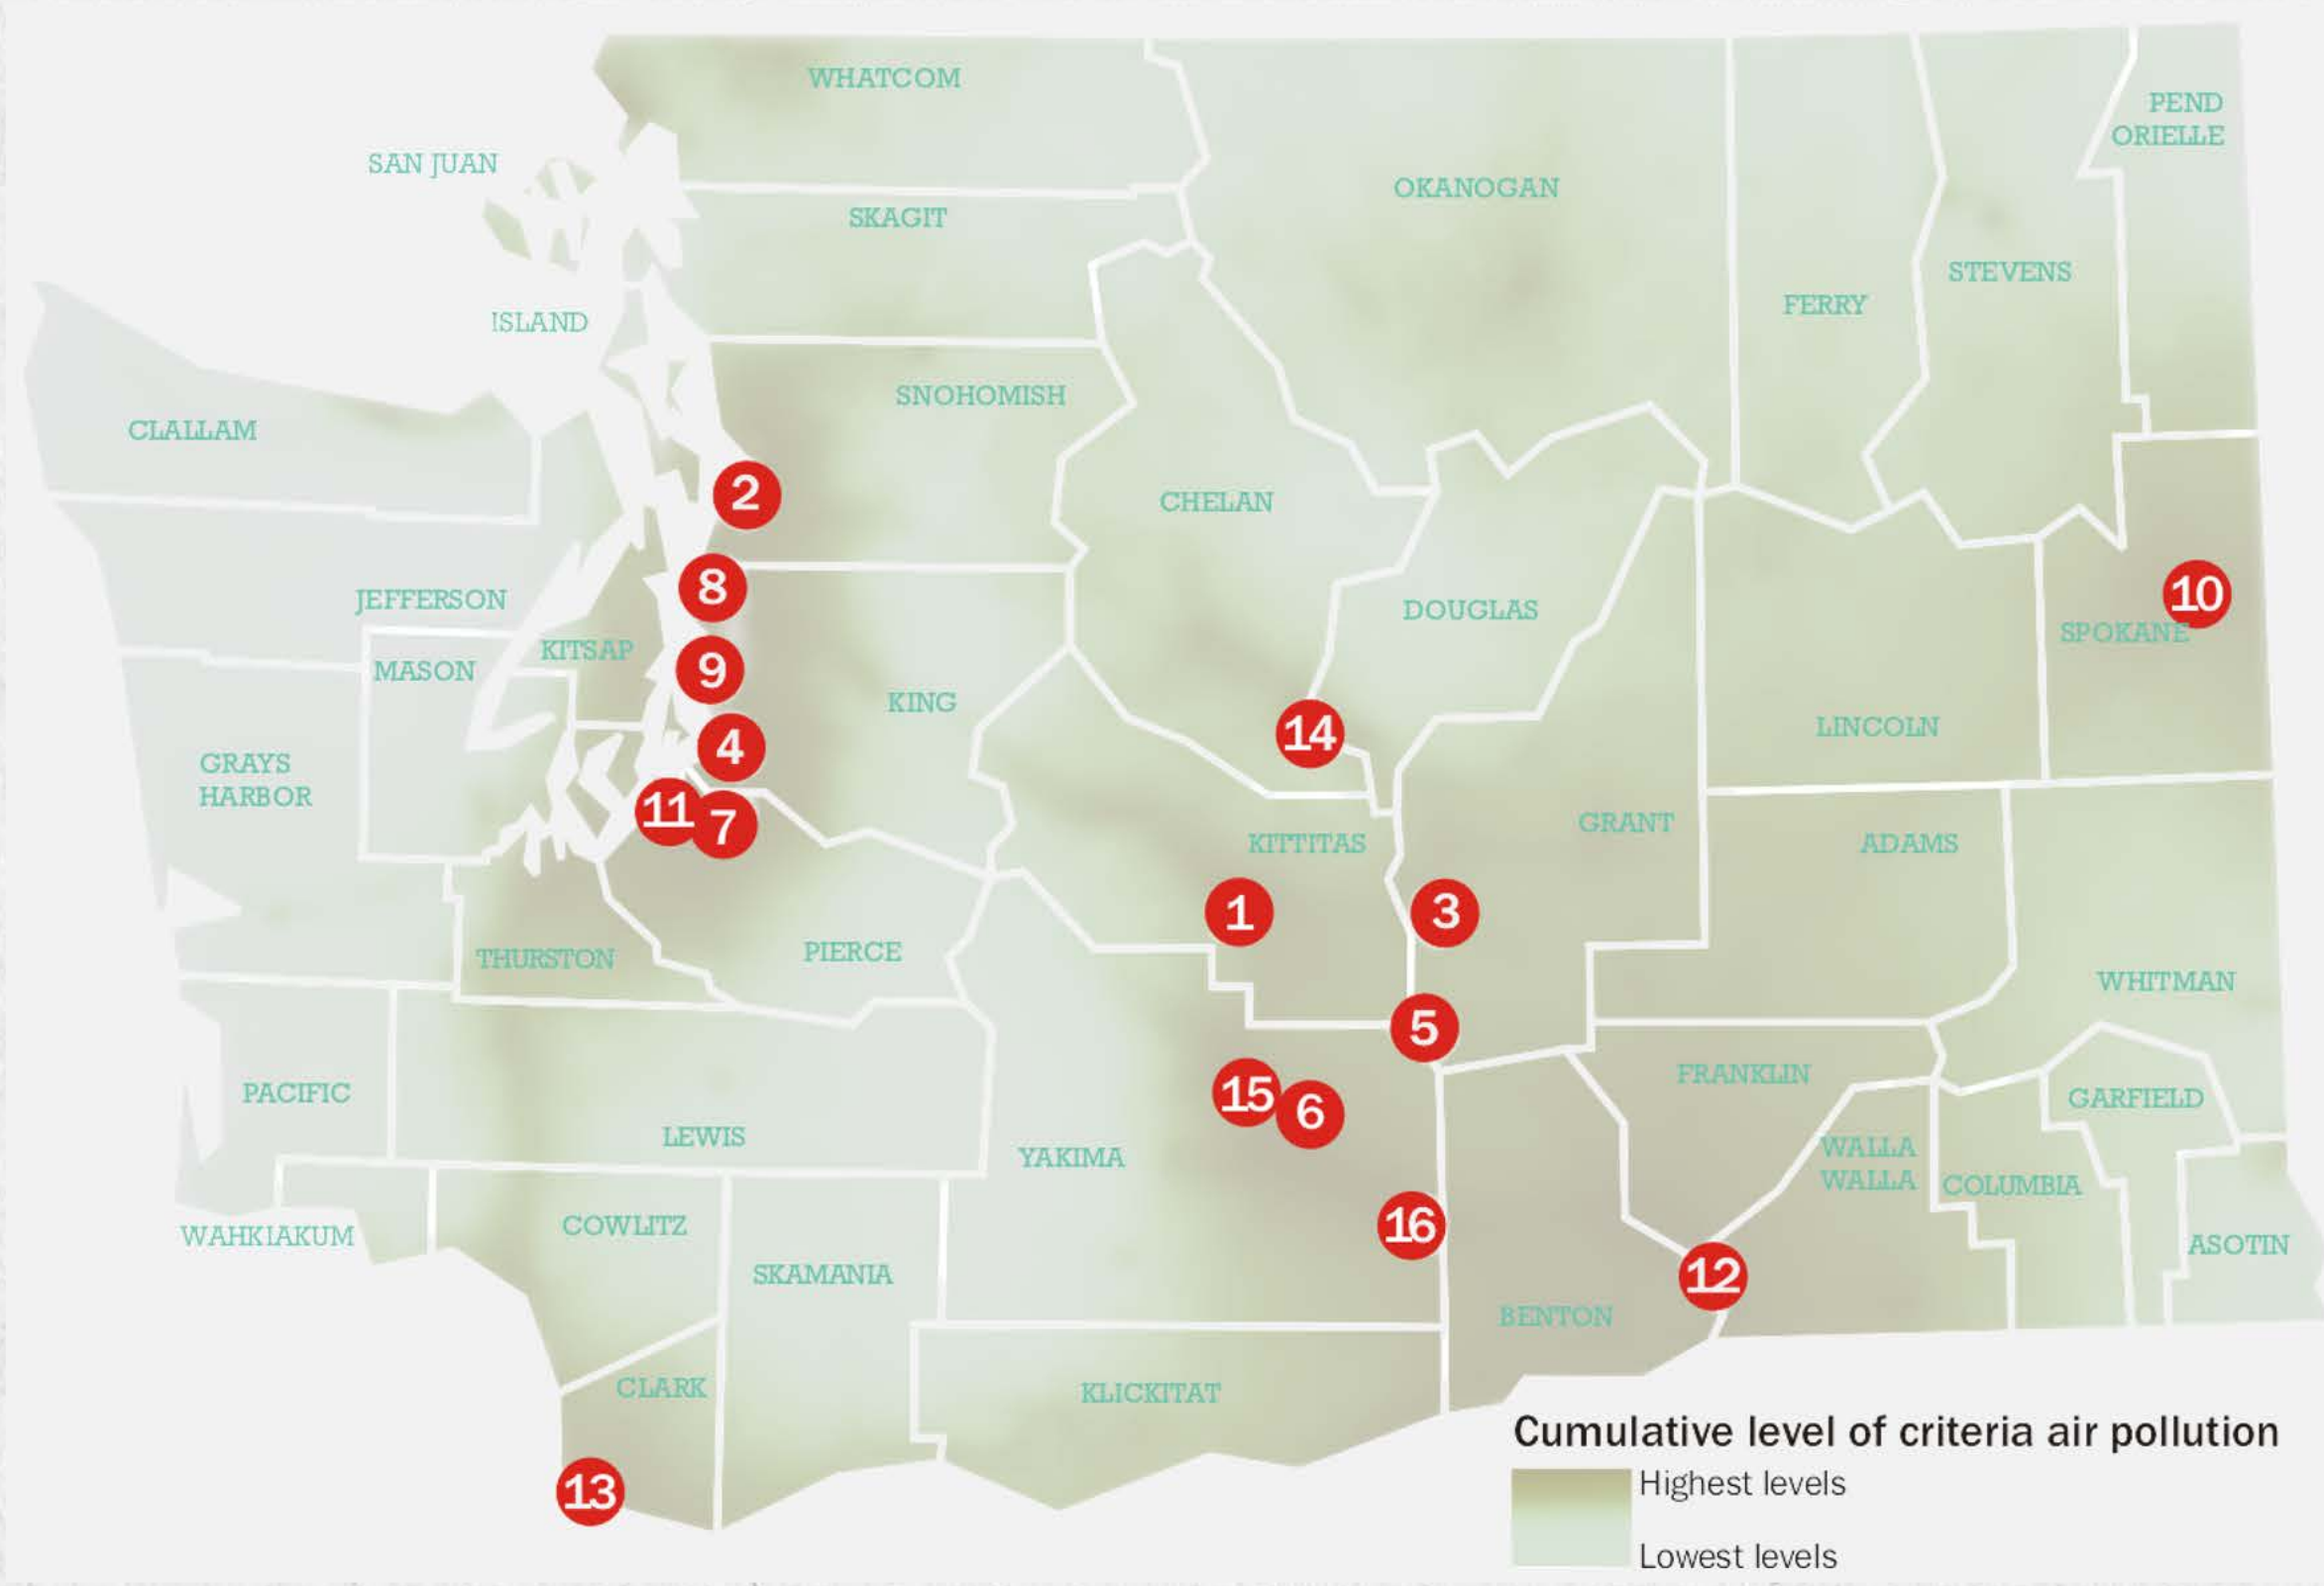 WHATCOM
PEND
ORIELLE
SAN JUAN
OKANOGAN
SKAGIT
STEVENS
FERRY
ISLAND
SNOHOMISH
CLALLAM
2
CHELAN
8
10
JEFFERSON
DOUGLAS
SPOKANE
KITSAP
MASON
9
KING
LINCOLN
14
4
GRAYS
HARBOR
11
7
GRANT
KITTITAS
ADAMS
1
3
THURSTON
PIERCE
WHITMAN
5
FRANKLIN
PACIFIC
15
6
GARFIELD
LEWIS
YAKIMA
WALLA
WALLA
COLUMBIA
WAHKIAKUM
COWLITZ
16
ASOTIN
SKAMANIA
12
BENTON
CLARK
KLICKITAT
13
Cumulative level of criteria air pollution
Highest levels
Lowest levels